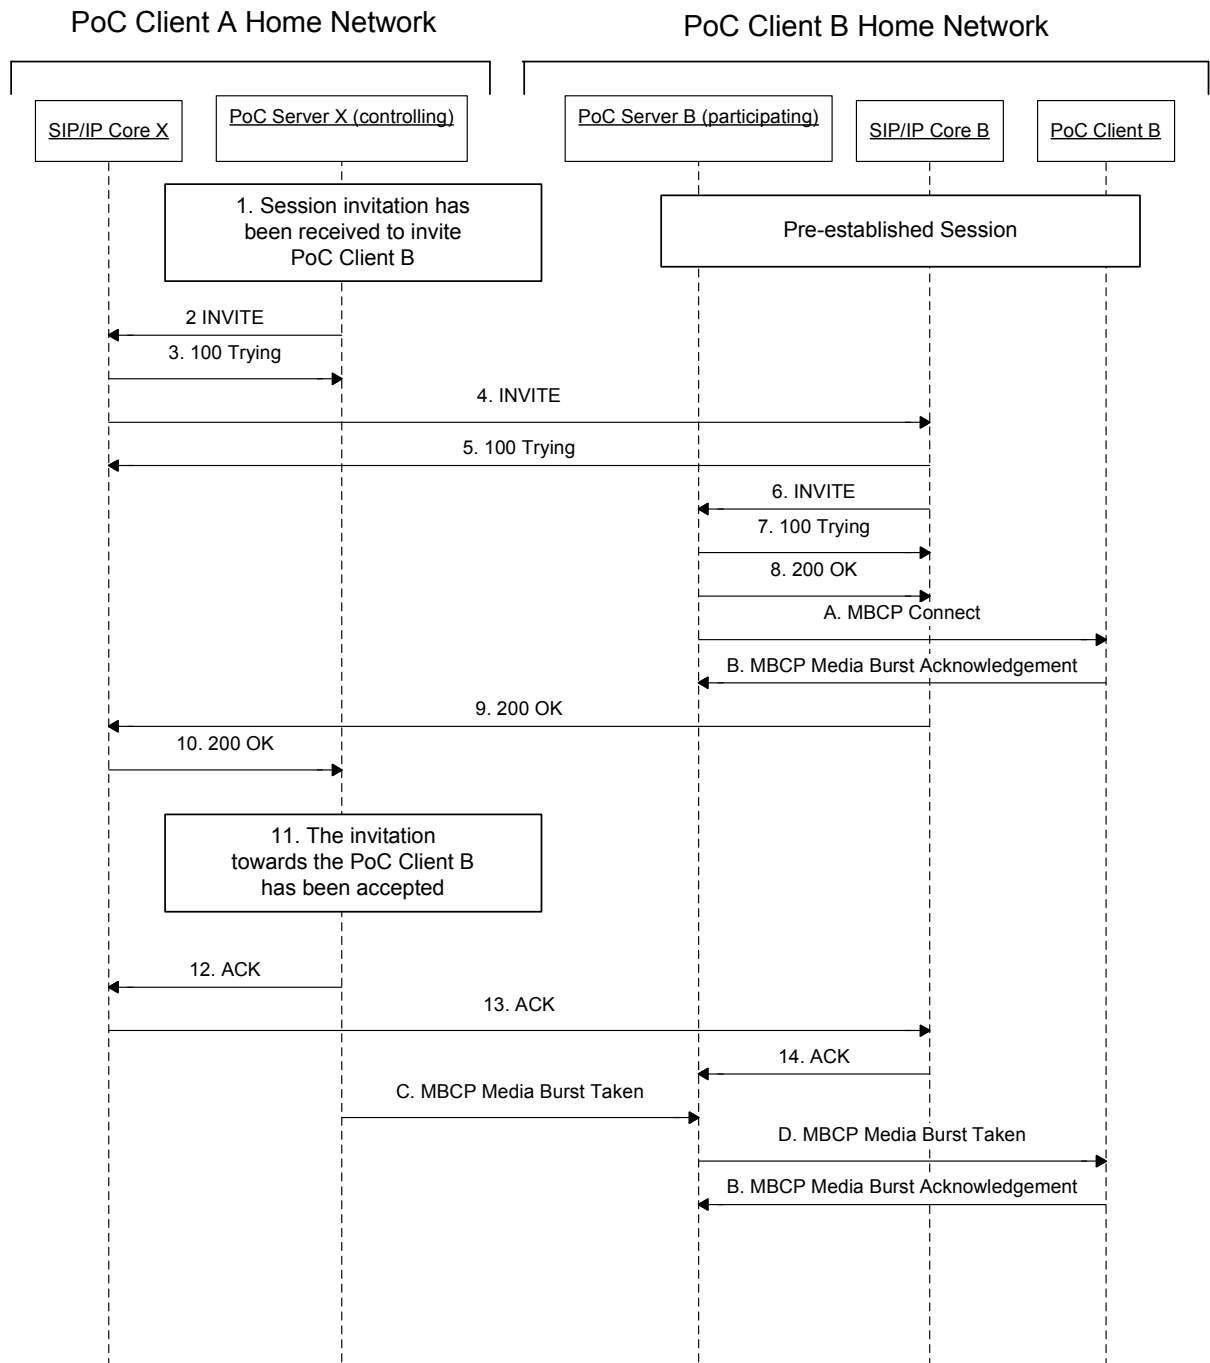 PoC Client A Home Network
PoC Client B Home Network
SIP/IP Core X
PoC Server X (controlling)
PoC Server B (participating)
SIP/IP Core B
PoC Client B
1. Session invitation has
been received to invite
PoC Client B
Pre-established Session
2 INVITE
3. 100 Trying
4. INVITE
5. 100 Trying
6. INVITE
7. 100 Trying
8. 200 OK
A. MBCP Connect
B. MBCP Media Burst Acknowledgement
9. 200 OK
10. 200 OK
11. The invitation
towards the PoC Client B
has been accepted
12. ACK
13. ACK
14. ACK
C. MBCP Media Burst Taken
D. MBCP Media Burst Taken
B. MBCP Media Burst Acknowledgement